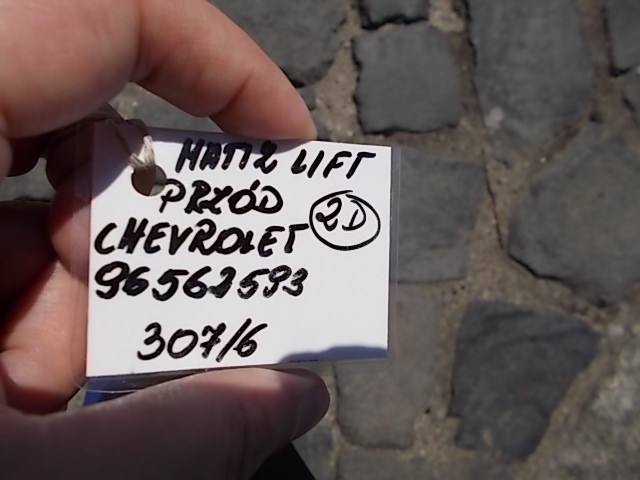 MATIZ LIFT
PRZÓD
2D
CHEVROLET
96562593
307/6